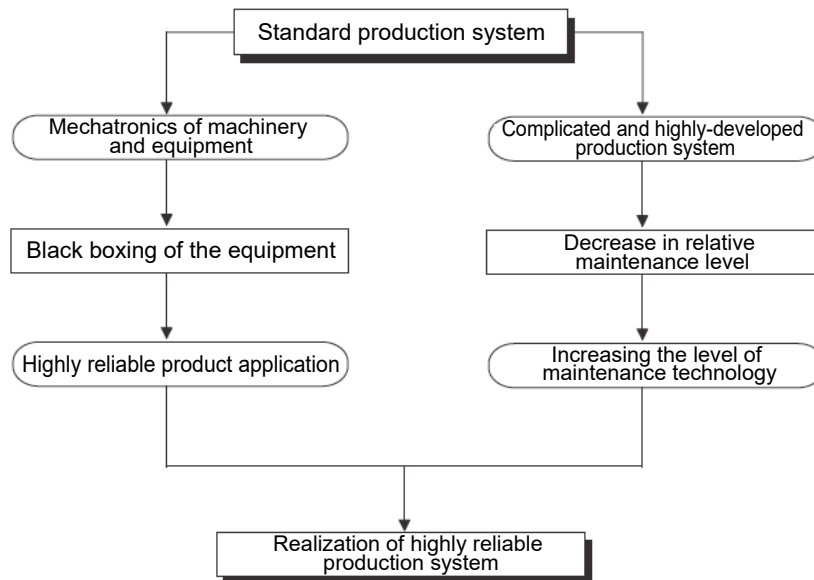 Standard production system
Mechatronics of machinery
and equipment
Complicated and highly-developed
production system
Black boxing of the equipment
Decrease in relative
maintenance level
Highly reliable product application
Increasing the level of
maintenance technology
Realization of highly reliable
production system